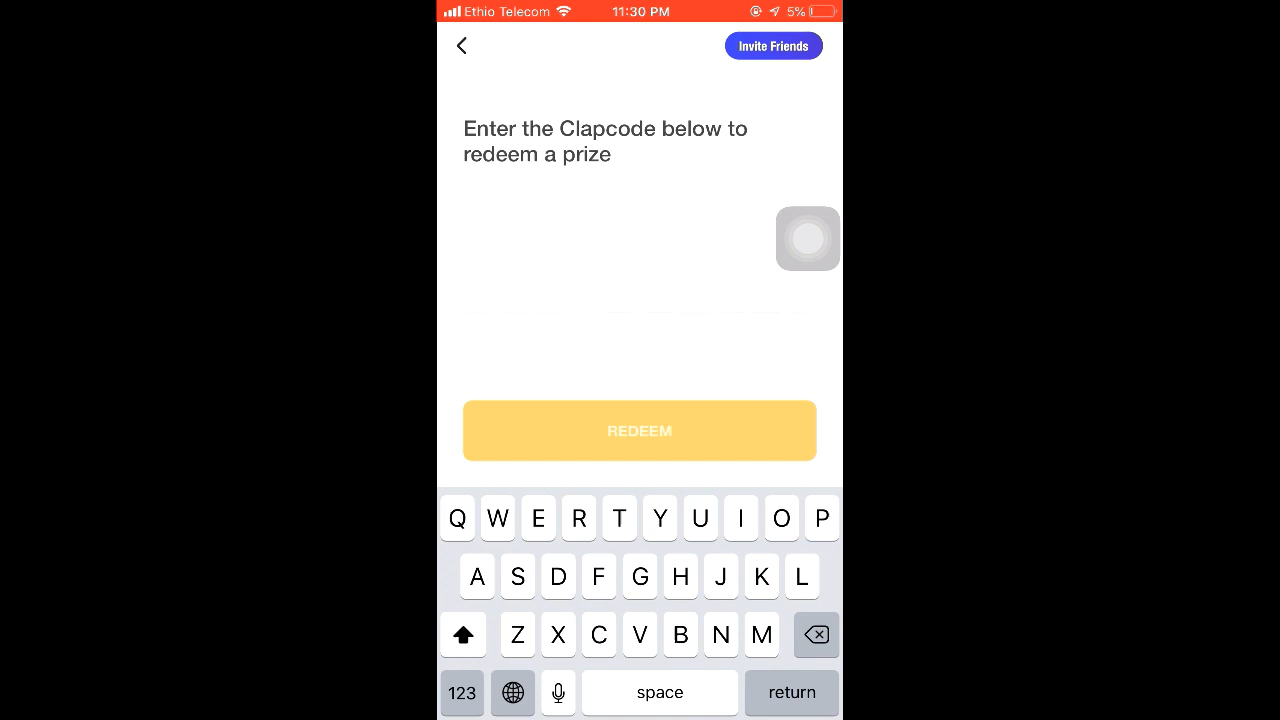 Ethio Telecom 11:30 PM 5%
Invite Friends
Enter the Clapcode below to
redeem a prize
REDEEM
Q W E R T Y U I O P
A S D F G H J K L
Z X C V B N M
123 space return